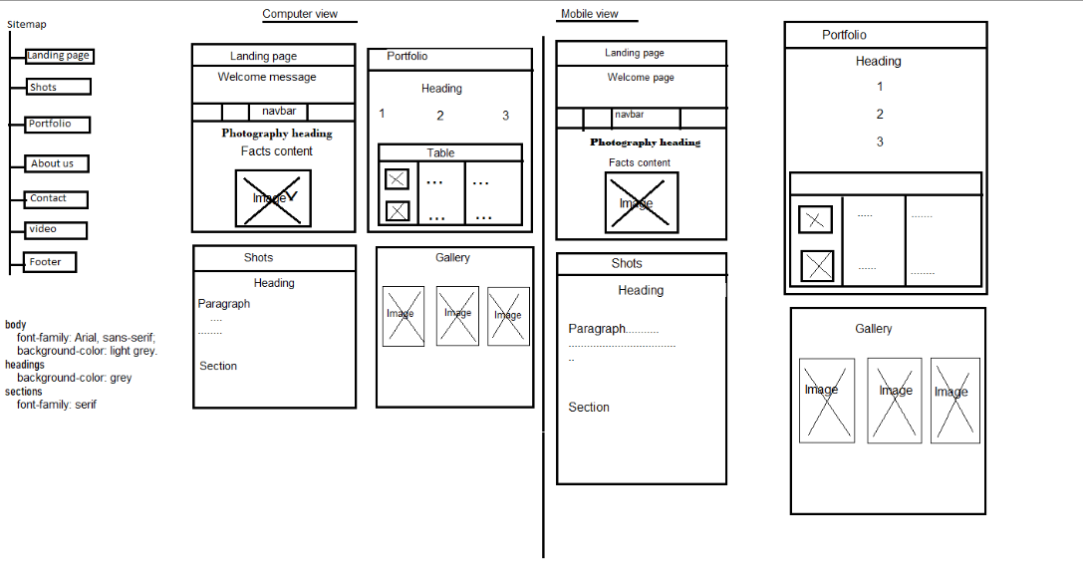 Sitemap
Landing page
Shots
Portfolio
About us
Contact
video
Footer
body
font-family: Arial, sans-serif;
background-color: light grey.
headings
background-color: grey
sections
font-family: serif
Computer view
Landing page
Welcome message
navbar
Photography heading
Facts content
Image
Portfolio
Heading
1 2 3
Table
... ...
... ...
Shots
Heading
Paragraph
....
........
Section
Gallery
Image Image Image
Mobile view
Landing page
Welcome page
navbar
Photography heading
Facts content
Image
Shots
Heading
Paragraph...........
....................................
..
Section
Portfolio
Heading
1
2
3
..... .......
...... ........
Gallery
Image Image Image